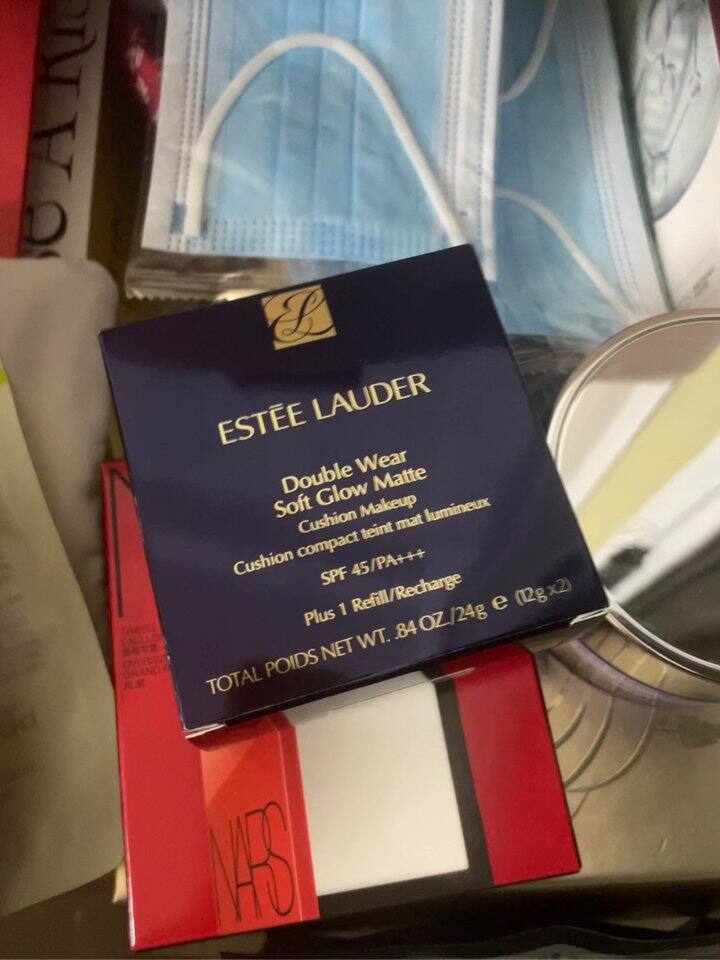 ESTĒE LAUDER
Double Wear
Soft Glow Matte
Cushion Makeup
Cushion compact teint mat lumineux
SPF 45/PA+++
Plus 1 Refill/Recharge
TOTAL POIDS NET WT. .84 OZ./24g e (12g x2)
NARS